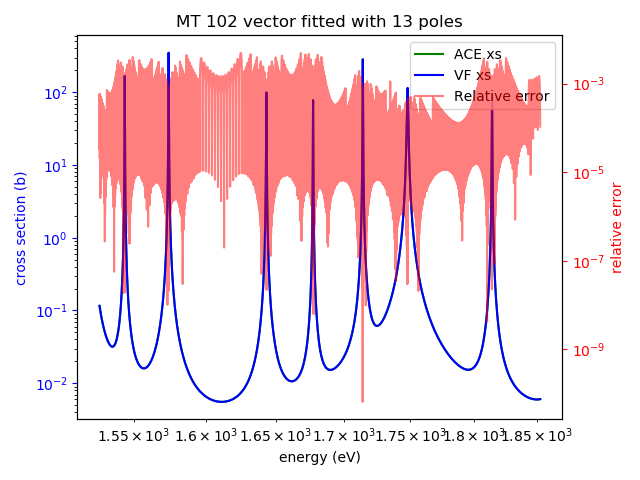 MT 102 vector fitted with 13 poles
ACE xs
VF xs
Relative error
cross section (b)
10²
10¹
10⁰
10⁻¹
10⁻²
10⁻³
10⁻⁵
10⁻⁷
10⁻⁹
relative error
1.55×10³ 1.6×10³ 1.65×10³ 1.7×10³ 1.75×10³ 1.8×10³ 1.85×10³
energy (eV)